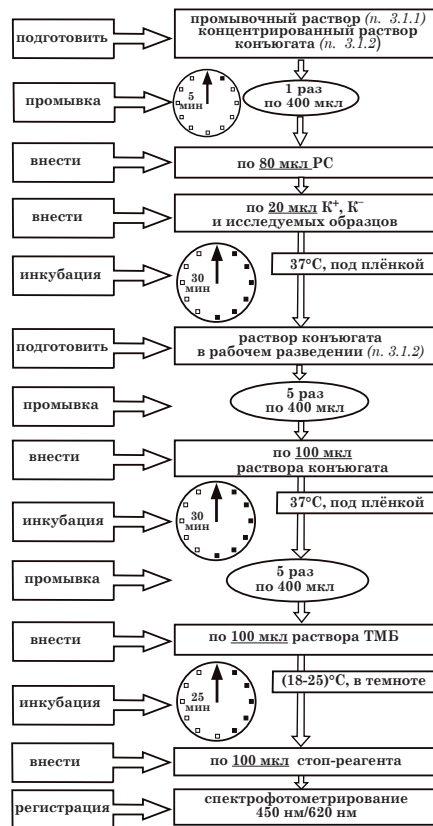 подготовить
промывочный раствор (п. 3.1.1)
концентрированный раствор
конъюгата (п. 3.1.2)
промывка
5
мин
1 раз
по 400 мкл
внести
по 80 мкл РС
внести
по 20 мкл К⁺, К⁻
и исследуемых образцов
инкубация
30
мин
37°С, под плёнкой
подготовить
раствор конъюгата
в рабочем разведении (п. 3.1.2)
промывка
5 раз
по 400 мкл
внести
по 100 мкл
раствора конъюгата
инкубация
30
мин
37°С, под плёнкой
промывка
5 раз
по 400 мкл
внести
по 100 мкл раствора ТМБ
инкубация
25
мин
(18-25)°С, в темноте
внести
по 100 мкл стоп-реагента
регистрация
спектрофотометрирование
450 нм/620 нм